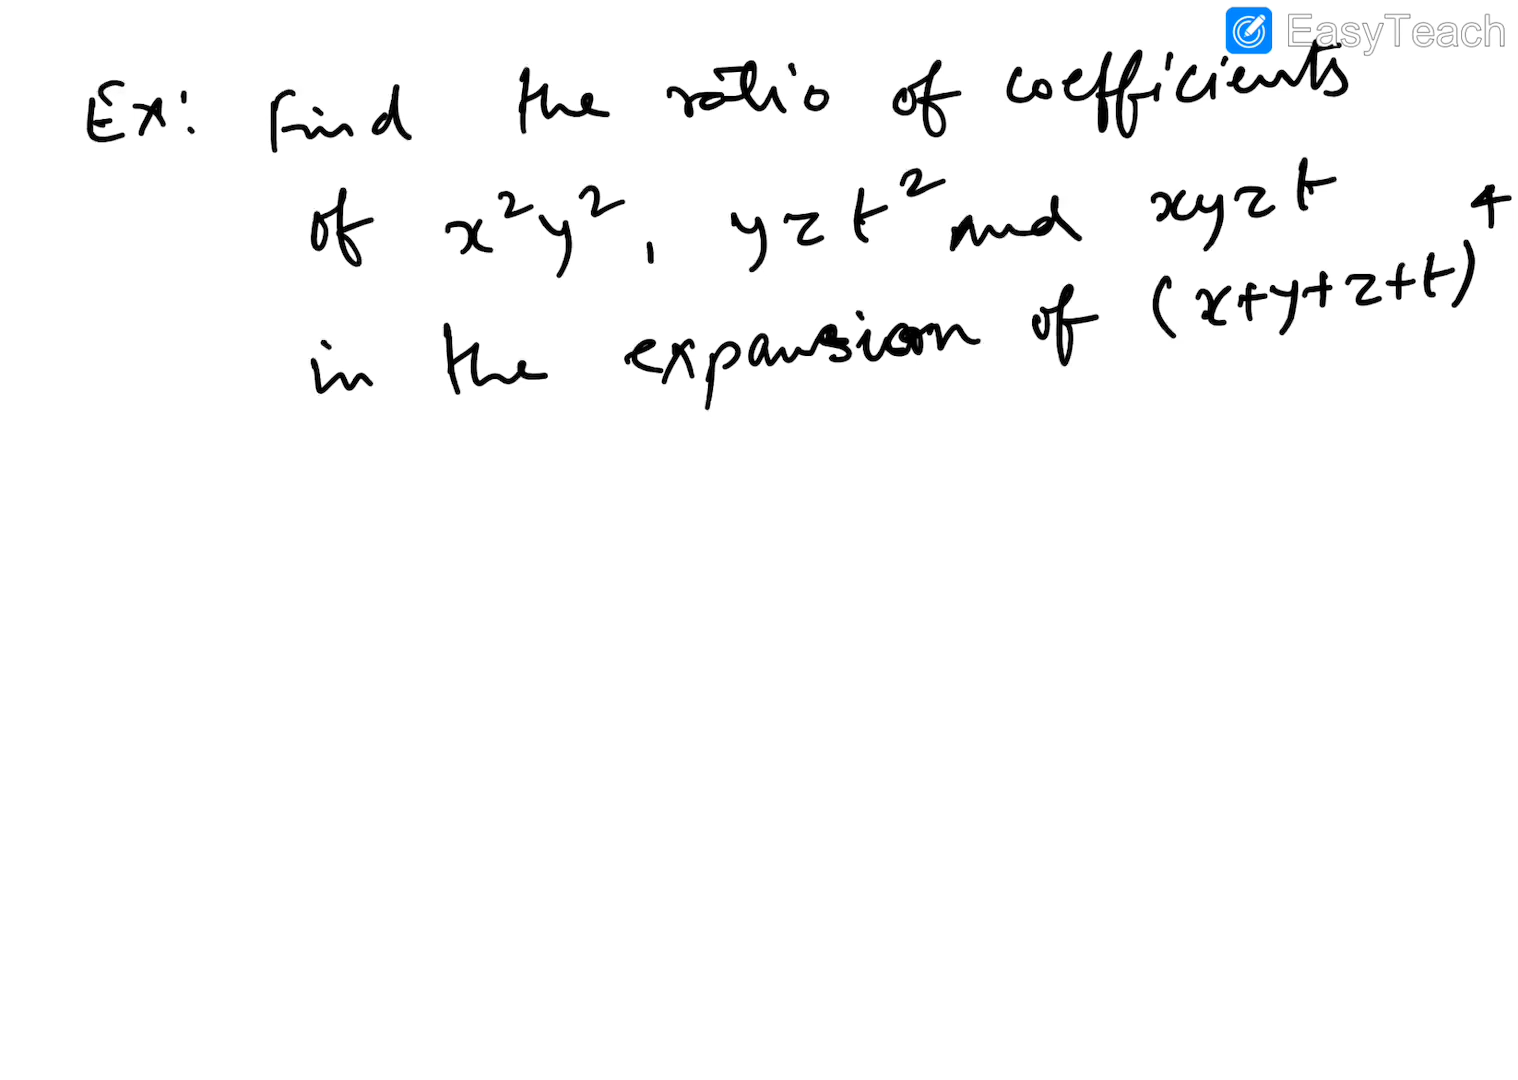 EasyTeach
Ex: Find the ratio of coefficients
of x²y², yzt² and xyzt
in the expansion of (x+y+z+t)⁴